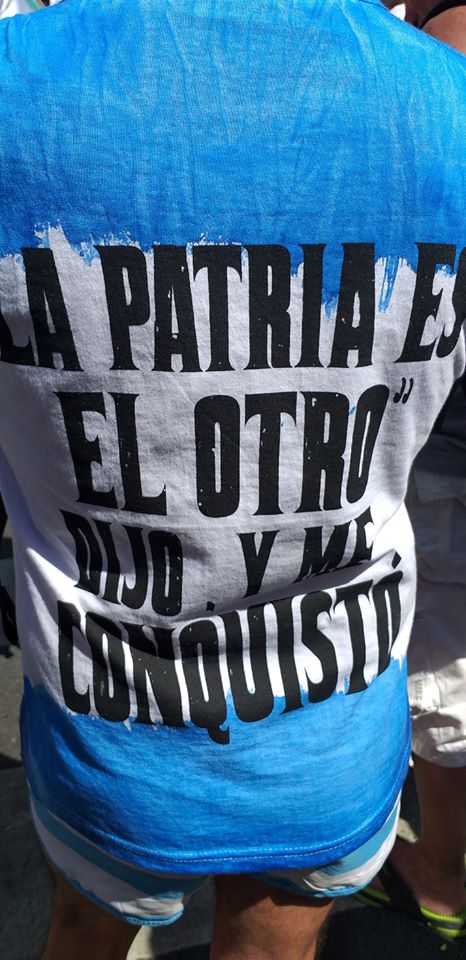 LA PATRIA ES
EL OTRO”
DIJO, Y ME
CONQUISTÓ